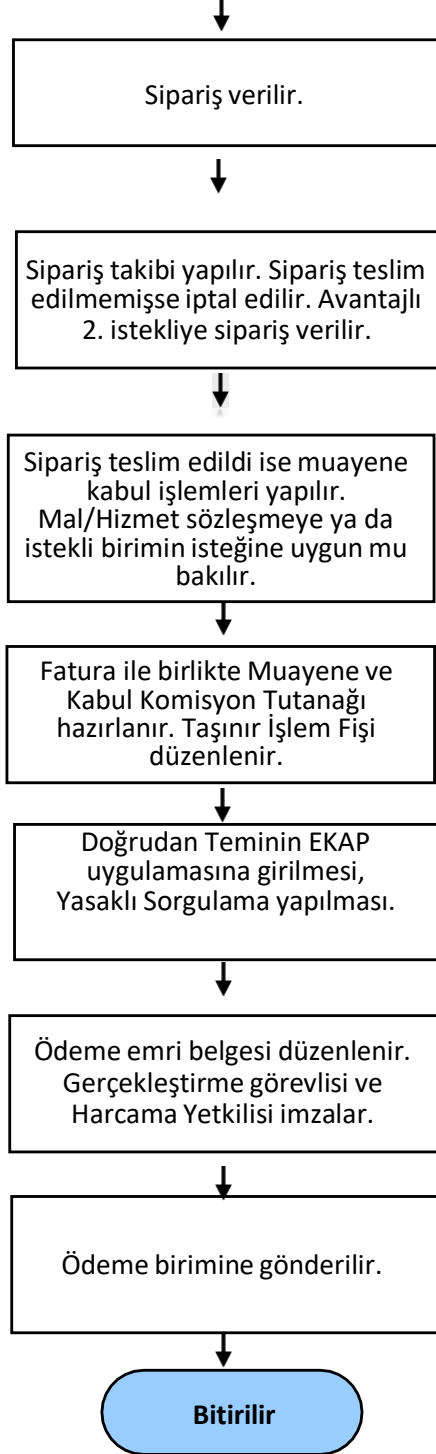 Sipariş verilir.
Sipariş takibi yapılır. Sipariş teslim
edilmemişse iptal edilir. Avantajlı
2. istekliye sipariş verilir.
Sipariş teslim edildi ise muayene
kabul işlemleri yapılır.
Mal/Hizmet sözleşmeye ya da
istekli birimin isteğine uygun mu
bakılır.
Fatura ile birlikte Muayene ve
Kabul Komisyon Tutanağı
hazırlanır. Taşınır İşlem Fişi
düzenlenir.
Doğrudan Teminin EKAP
uygulamasına girilmesi,
Yasaklı Sorgulama yapılması.
Ödeme emri belgesi düzenlenir.
Gerçekleştirme görevlisi ve
Harcama Yetkilisi imzalar.
Ödeme birimine gönderilir.
Bitirilir